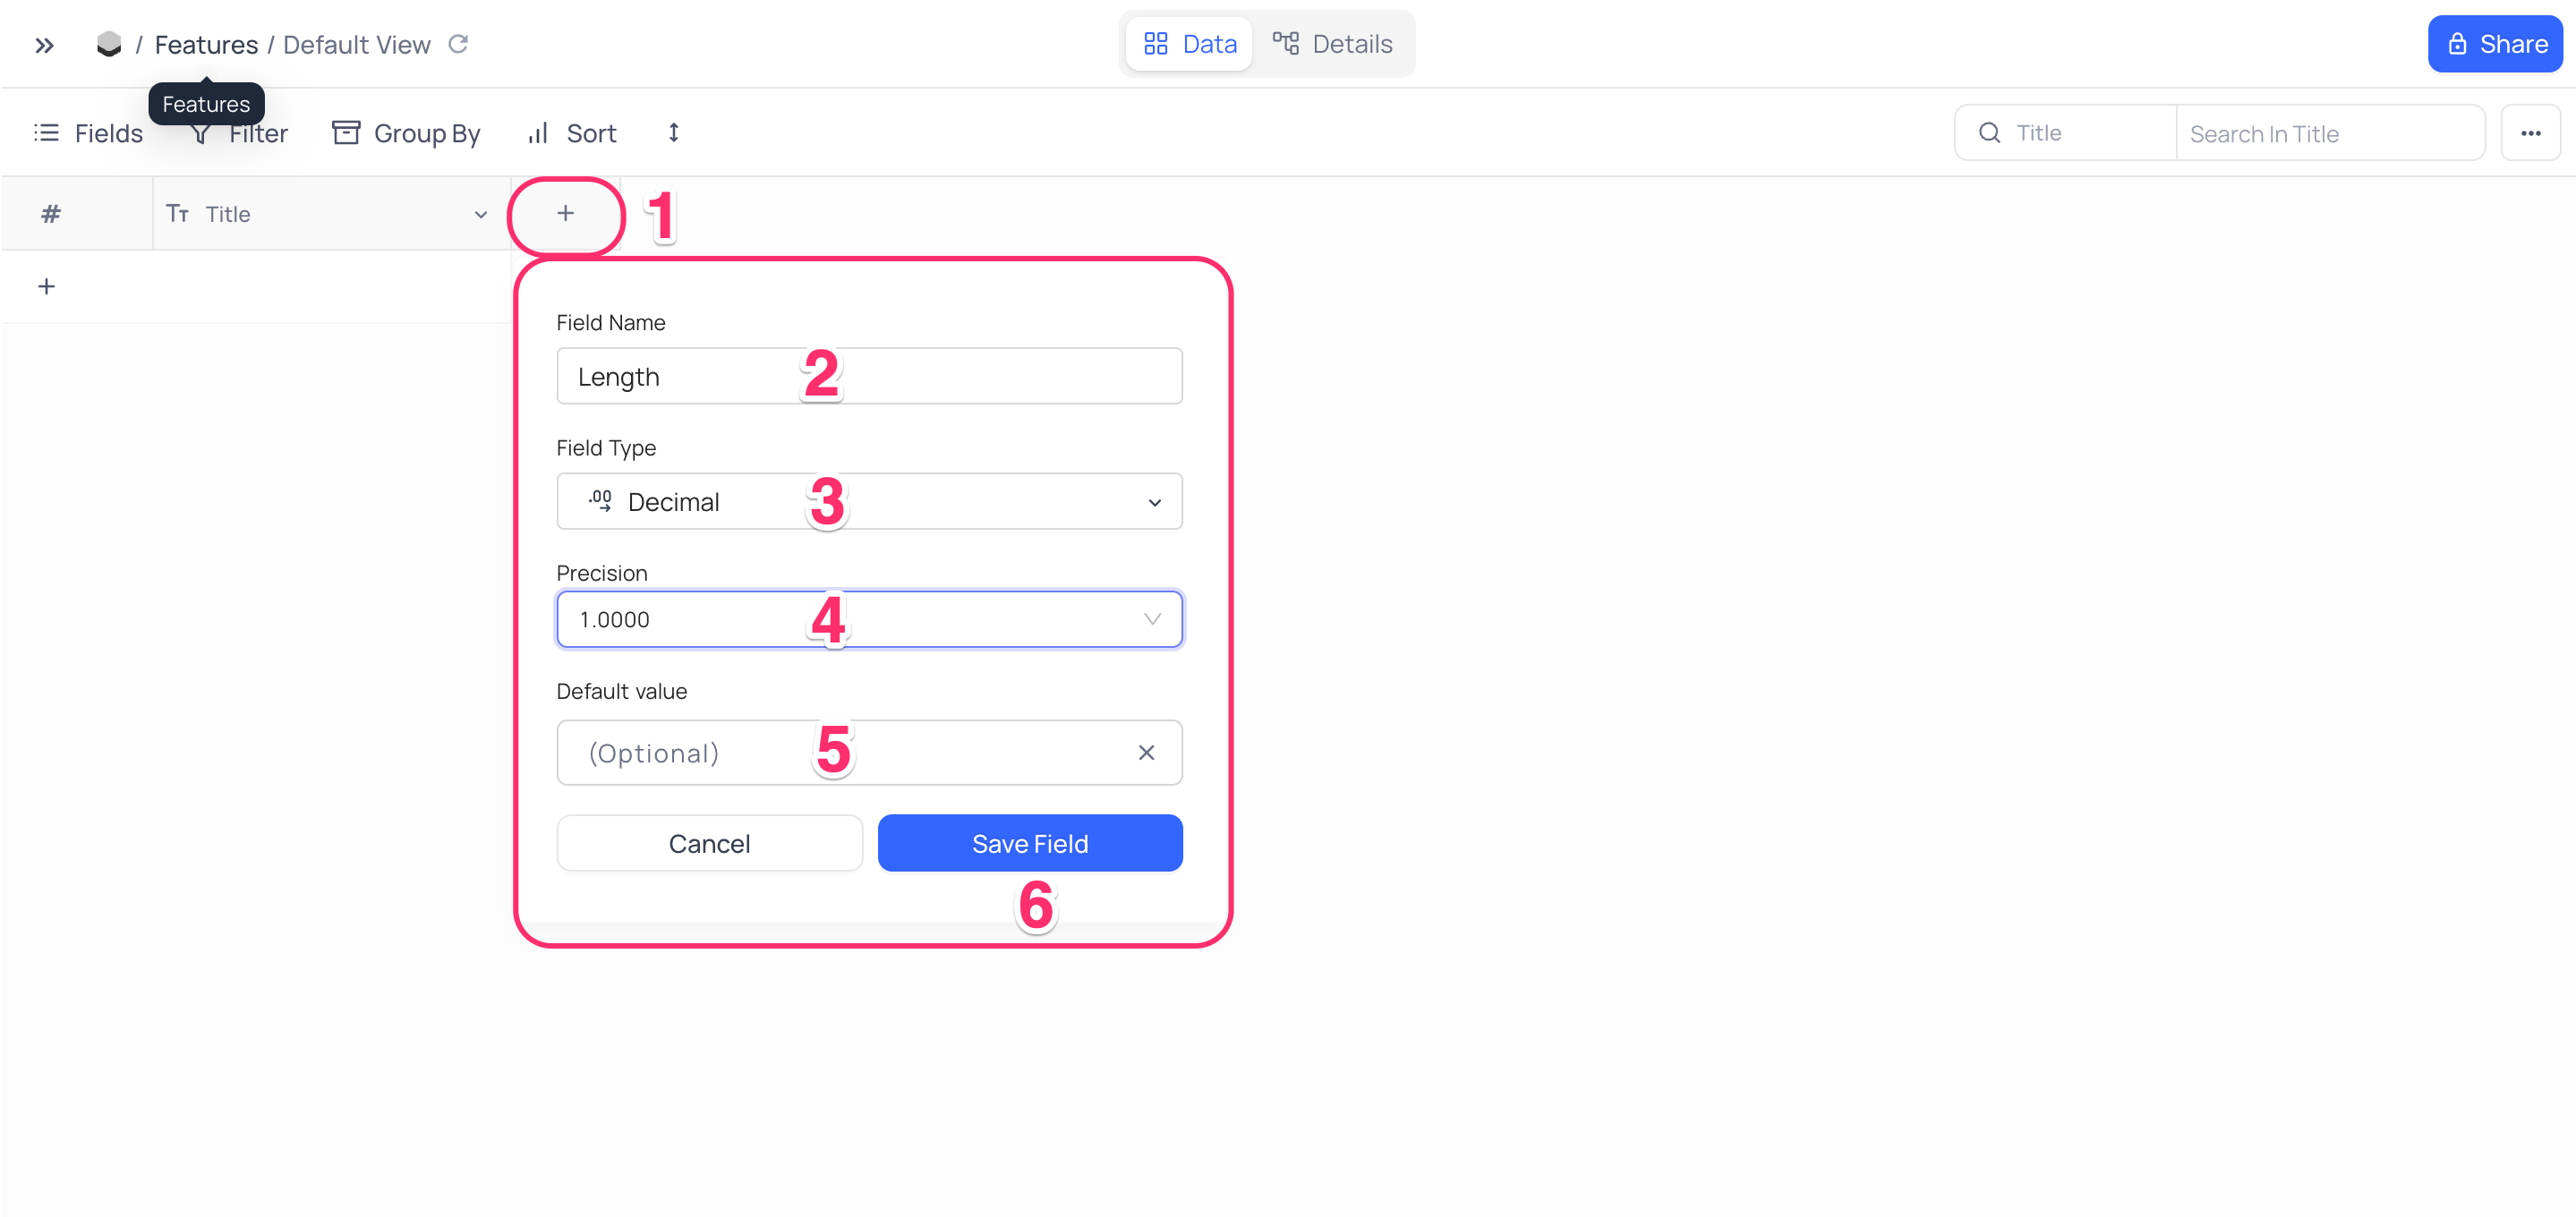 / Features / Default View
Data
Details
Share
Features
Fields
Filter
Group By
Sort
Title
Search In Title
# Tт Title
+ 1
+
Field Name
Length 2
Field Type
.00 Decimal 3
Precision
1.0000 4
Default value
(Optional) 5
Cancel
Save Field
6